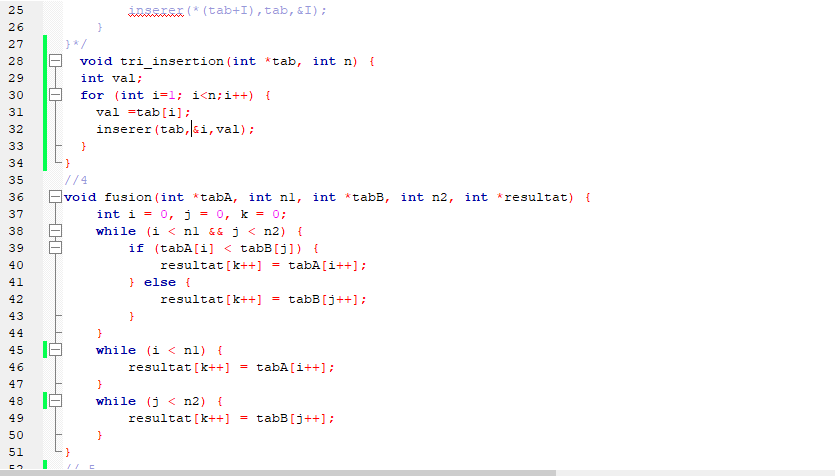 25 inserer(*(tab+I),tab,&I);
26 }
27 }*/
28 void tri_insertion(int *tab, int n) {
29 int val;
30 for (int i=1; i<n;i++) {
31 val =tab[i];
32 inserer(tab,&i,val);
33 }
34 }
35 //4
36 void fusion(int *tabA, int n1, int *tabB, int n2, int *resultat) {
37 int i = 0, j = 0, k = 0;
38 while (i < n1 && j < n2) {
39 if (tabA[i] < tabB[j]) {
40 resultat[k++] = tabA[i++];
41 } else {
42 resultat[k++] = tabB[j++];
43 }
44 }
45 while (i < n1) {
46 resultat[k++] = tabA[i++];
47 }
48 while (j < n2) {
49 resultat[k++] = tabB[j++];
50 }
51 }
52 // 5